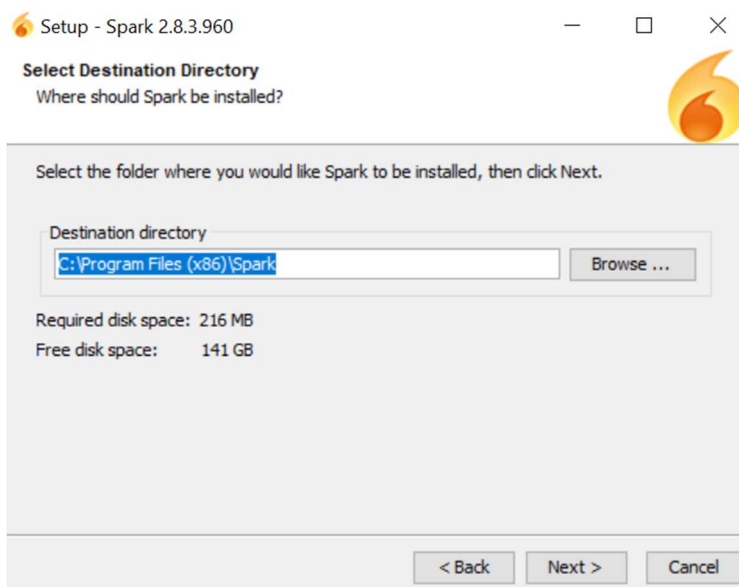 Setup - Spark 2.8.3.960
Select Destination Directory
Where should Spark be installed?
Select the folder where you would like Spark to be installed, then click Next.
Destination directory
C:\Program Files (x86)\Spark
Browse ...
Required disk space: 216 MB
Free disk space: 141 GB
< Back Next > Cancel